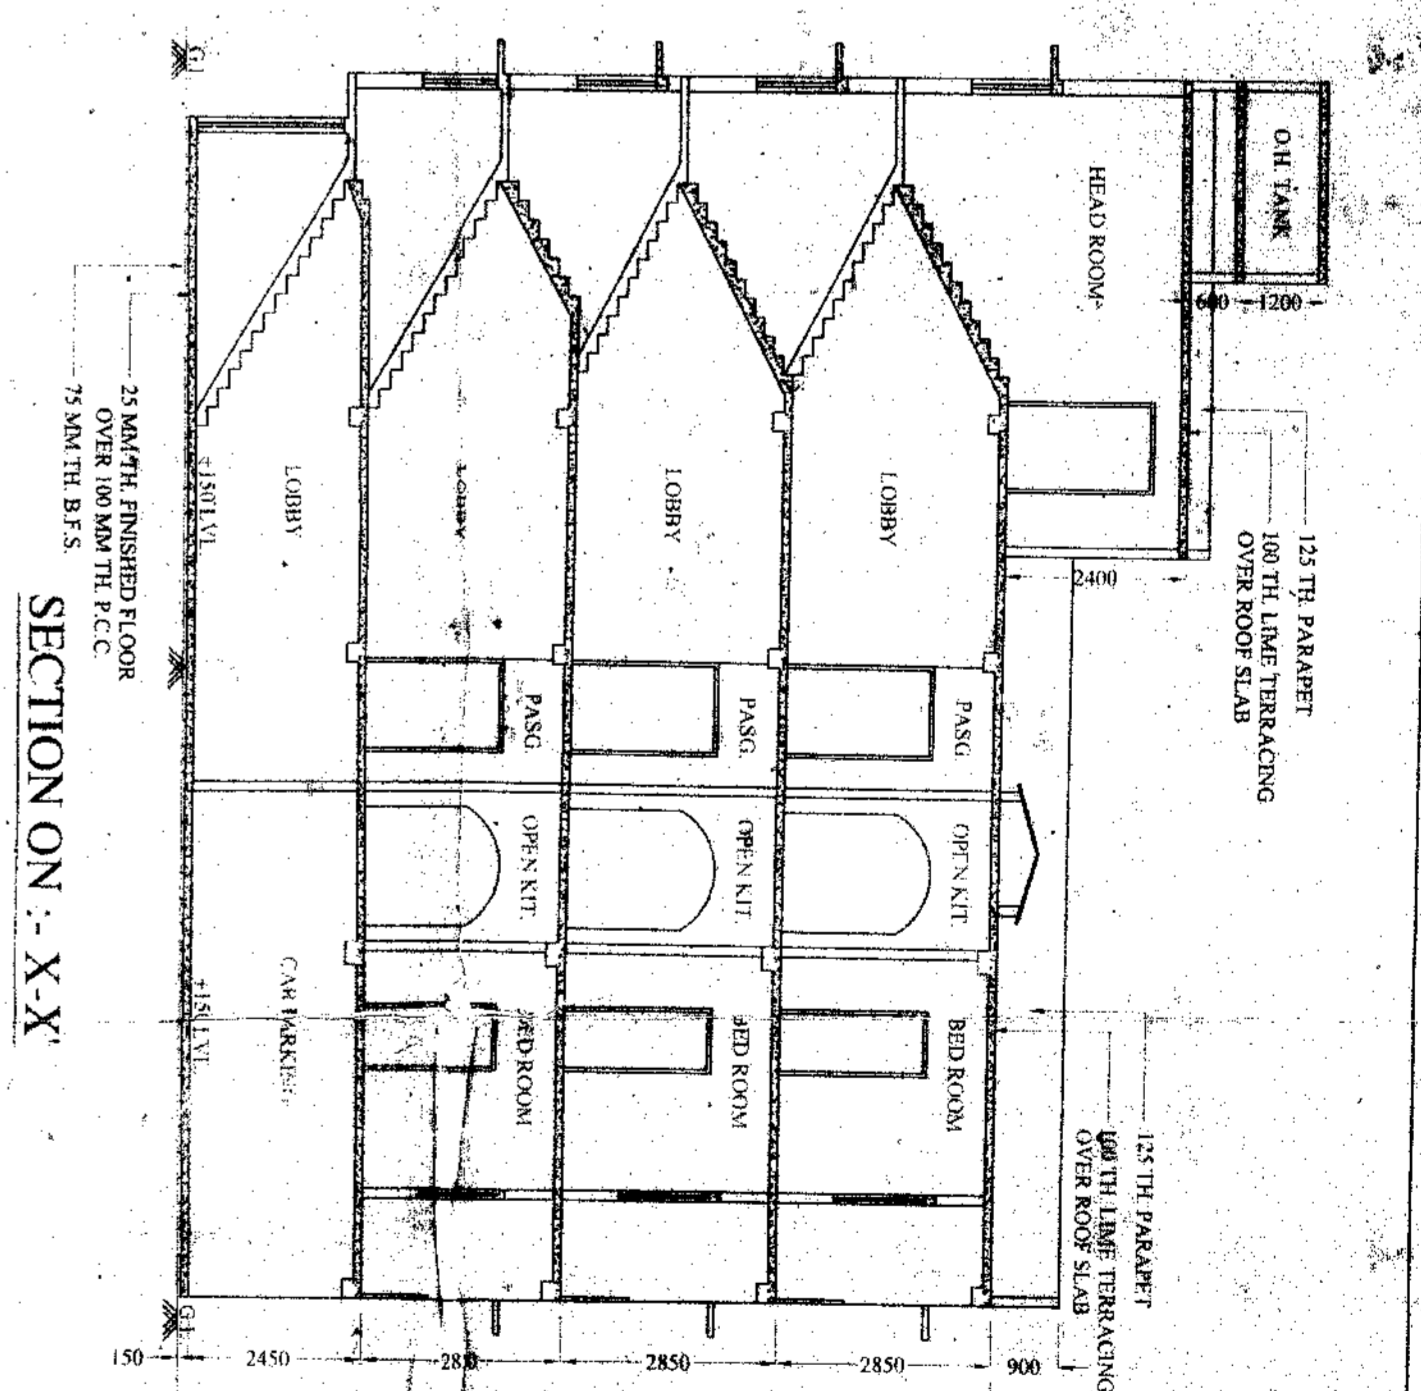 O.H. TANK
HEAD ROOM
600
1200
125 TH. PARAPET
100 TH. LIME TERRACING
OVER ROOF SLAB
2400
LOBBY
PASG.
OPEN KIT.
BED ROOM
LOBBY
PASG.
OPEN KIT.
BED ROOM
LOBBY
PASG.
OPEN KIT.
BED ROOM
LOBBY
CAR PARKING
+150 LVL
+150 LVL
G.L
G.L
125 TH. PARAPET
100 TH. LIME TERRACING
OVER ROOF SLAB
900
2850
2850
2450
150
25 MM TH. FINISHED FLOOR
OVER 100 MM TH. P.C.C.
75 MM TH. B.F.S.
SECTION ON :- X-X'